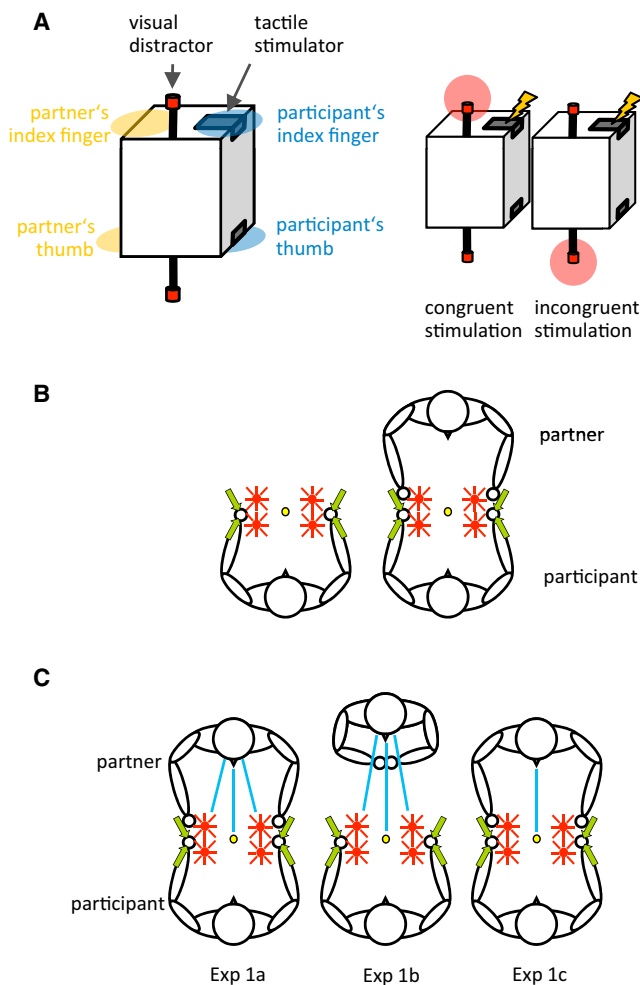 A
visual
distractor
tactile
stimulator
partner's
index finger
participant‘s
index finger
partner's
thumb
participant‘s
thumb
congruent
stimulation
incongruent
stimulation
B
partner
participant
C
partner
participant
Exp 1a
Exp 1b
Exp 1c